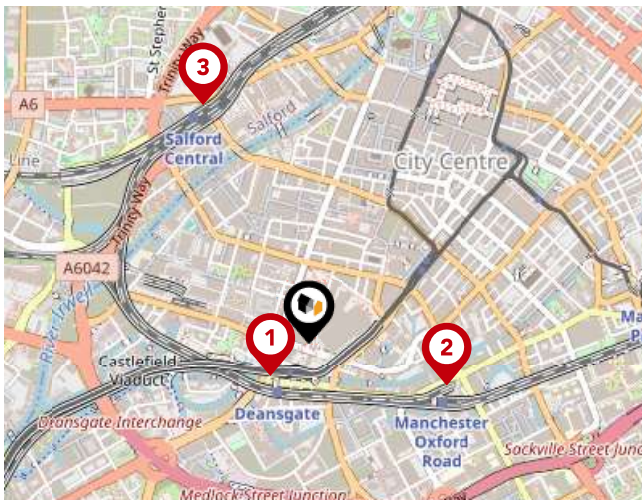 St Stephen
Trinity Way
3
A6
Salford
Central
Salford
Line
City Centre
Trinity Way
A6042
River Irwell
1
2
Ma
P
Castlefield
Viaduct
Deansgate
Manchester
Oxford
Road
Deansgate Interchange
Sackville Street Junc
Medlock Street Junction